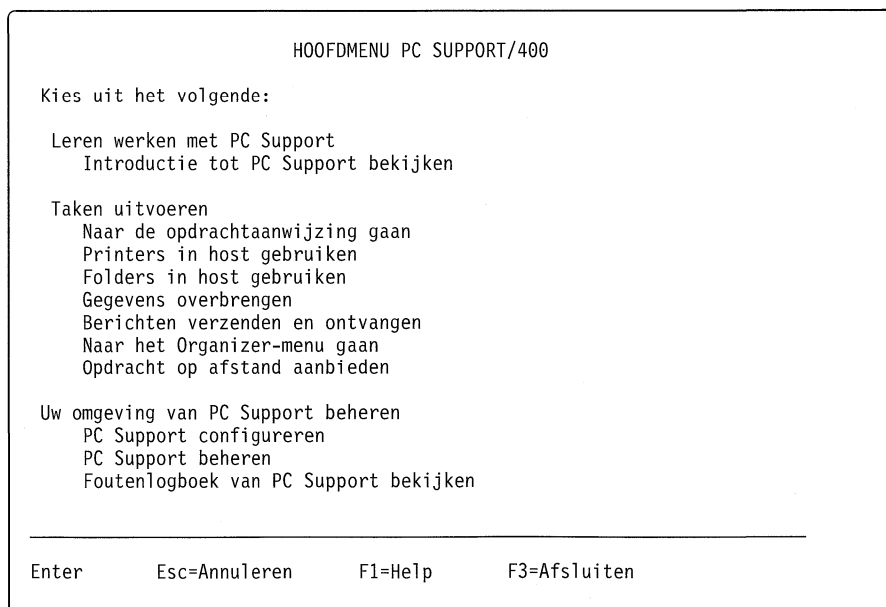 HOOFDMENU PC SUPPORT/400
Kies uit het volgende:
Leren werken met PC Support
Introductie tot PC Support bekijken
Taken uitvoeren
Naar de opdrachtaanwijzing gaan
Printers in host gebruiken
Folders in host gebruiken
Gegevens overbrengen
Berichten verzenden en ontvangen
Naar het Organizer-menu gaan
Opdracht op afstand aanbieden
Uw omgeving van PC Support beheren
PC Support configureren
PC Support beheren
Foutenlogboek van PC Support bekijken
Enter Esc=Annuleren F1=Help F3=Afsluiten